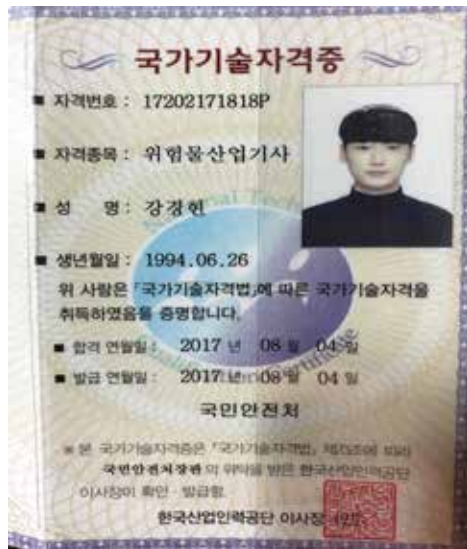 국가기술자격증
■ 자격번호 : 17202171818P
■ 자격종목 : 위험물산업기사
■ 성 명 : 강경현
■ 생년월일 : 1994.06.26
위 사람은 「국가기술자격법」에 따른 국가기술자격을
취득하였음을 증명합니다.
■ 합격 연월일 : 2017 년 08 월 04 일
■ 발급 연월일 : 2017 년 08 월 04 일
국민안전처
※ 본 국가기술자격증은 「국가기술자격법」 에 따라
국민안전처장관의 위탁을 받은 한국산업인력공단
이사장이 확인 · 발급함.
한국산업인력공단 이사장